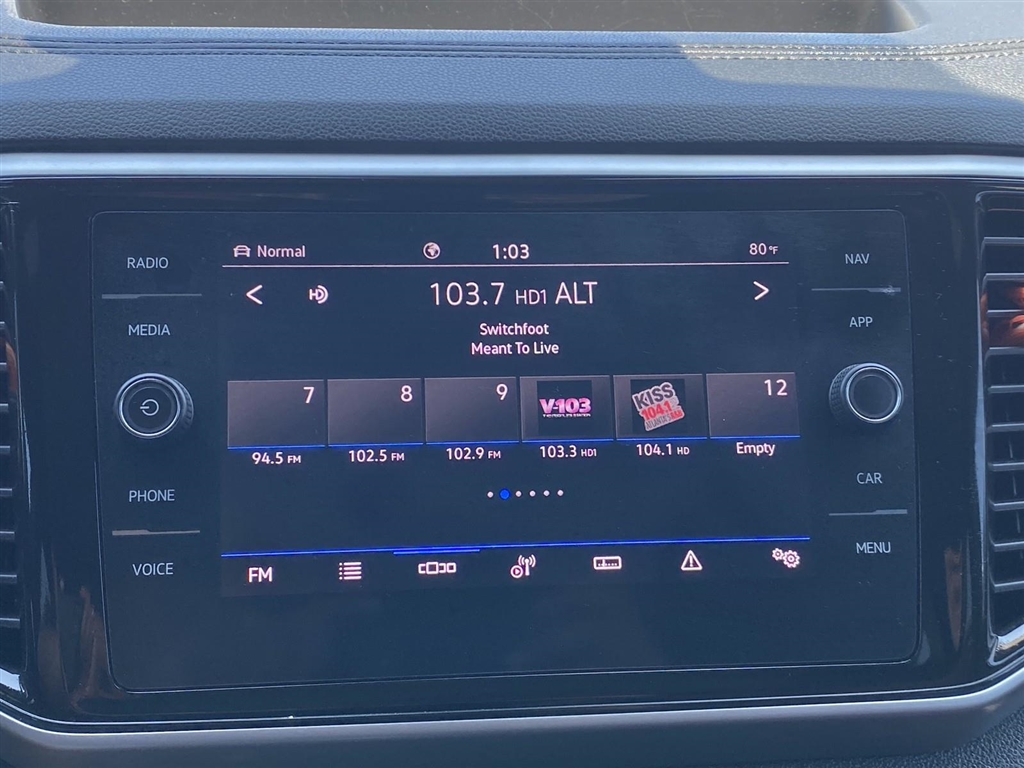 Normal 1:03 80°F
RADIO
NAV
103.7 HD1 ALT
MEDIA
APP
Switchfoot
Meant To Live
7 8 9 V-103 KISS 104.1 12
94.5 FM 102.5 FM 102.9 FM 103.3 HD1 104.1 HD Empty
PHONE
CAR
VOICE
MENU
FM